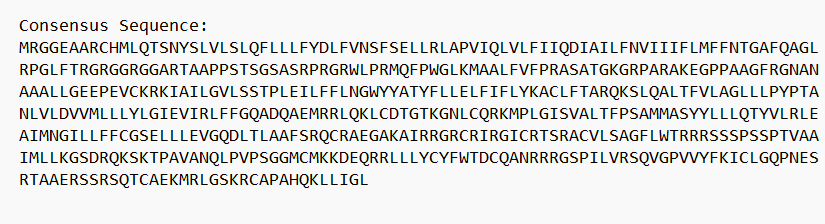 Consensus Sequence:
MRGGEAARCHMLQTSNYSLVLSLQFLLLFYDLFVNSFSELLRLAPVIQLVLFIIQDIAILFNVIIIFLMFFNTGAFQAGL
RPGLFTRGRGGRGGARTAAPPSTSGSASRPRGRWLPRMQFPWGLKMAALFVFPRASATGKGRPARAKEGPPAAGFRGNAN
AAALLGEEPEVCKRKIAILGVLSSTPLEILFFLNGWYYATYFLLELFIFLYKACLFTARQKSLQALTFVLAGLLLPYPTA
NLVLDVVMLLLYLGIEVIRLFFGQADQAEMRRLQKLCDTGTKGNLCQRKMPLGISVALTFPSAMMASYYLLLQTYVLRLE
AIMNGILLFFCGSELLLEVGQDLTLAAFSRQCRAEGAKAIRRGRCRIRGICRTSRACVLSAGFLWTRRRSSSPSSPTVAA
IMLLKGSDRQKSKTPAVANQLPVPSGGMCMKKDEQRRLLLYCYFWTDCQANRRRGSPILVRSQVGPVVYFKICLGQPNES
RTAAERSSRSQTCAEKMRLGSKRCAPAHQKLLIGL